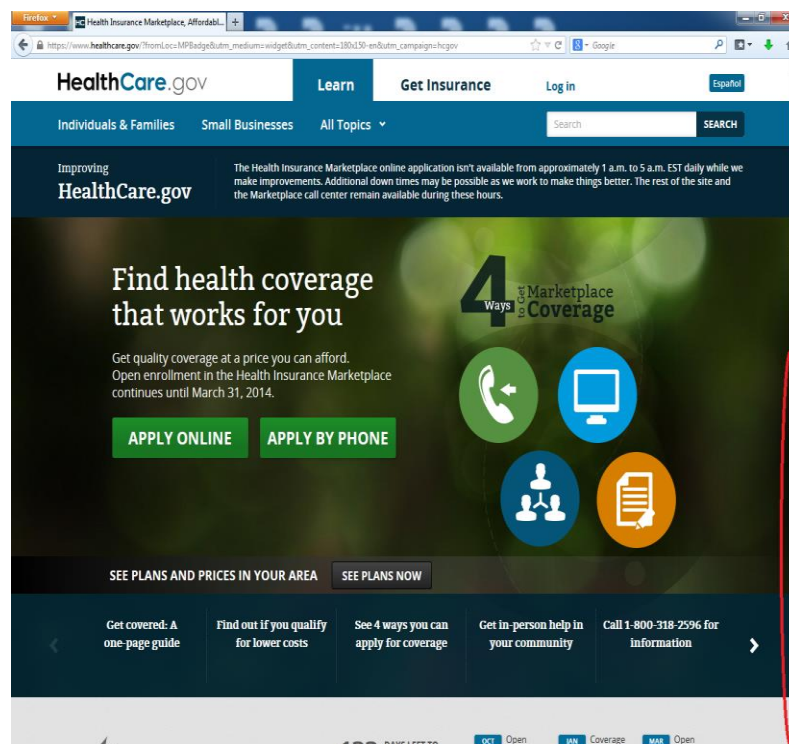 Firefox
Health Insurance Marketplace, Affordabl...
https://www.healthcare.gov/?fromLoc=MPBadge&utm_medium=widget&utm_content=180x150-en&utm_campaign=hcgov
Google
HealthCare.gov
Learn
Get Insurance
Log in
Español
Individuals & Families
Small Businesses
All Topics
Search
SEARCH
Improving
HealthCare.gov
The Health Insurance Marketplace online application isn't available from approximately 1 a.m. to 5 a.m. EST daily while we
make improvements. Additional down times may be possible as we work to make things better. The rest of the site and
the Marketplace call center remain available during these hours.
Find health coverage
that works for you
Get quality coverage at a price you can afford.
Open enrollment in the Health Insurance Marketplace
continues until March 31, 2014.
APPLY ONLINE
APPLY BY PHONE
4 Ways to Get Marketplace
Coverage
SEE PLANS AND PRICES IN YOUR AREA
SEE PLANS NOW
Get covered: A
one-page guide
Find out if you qualify
for lower costs
See 4 ways you can
apply for coverage
Get in-person help in
your community
Call 1-800-318-2596 for
information
DAYS LEFT TO
OCT Open
JAN Coverage
MAR Open